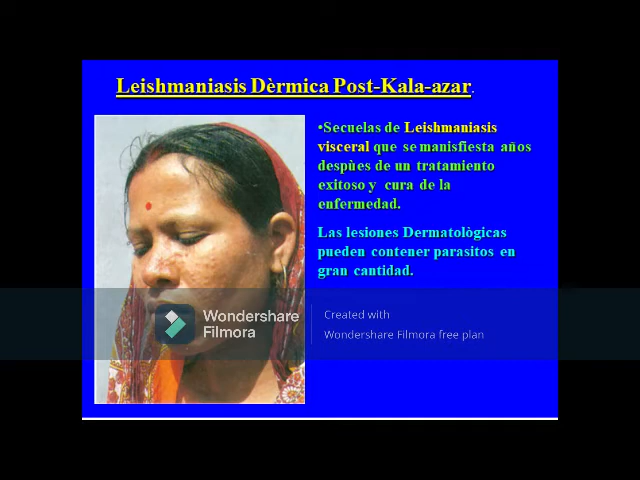 Leishmaniasis Dèrmica Post-Kala-azar.
•Secuelas de Leishmaniasis
visceral que se manisfiesta años
despùes de un tratamiento
exitoso y cura de la
enfermedad.
Las lesiones Dermatològicas
pueden contener parasitos en
gran cantidad.
Wondershare
Filmora
Created with
Wondershare Filmora free plan